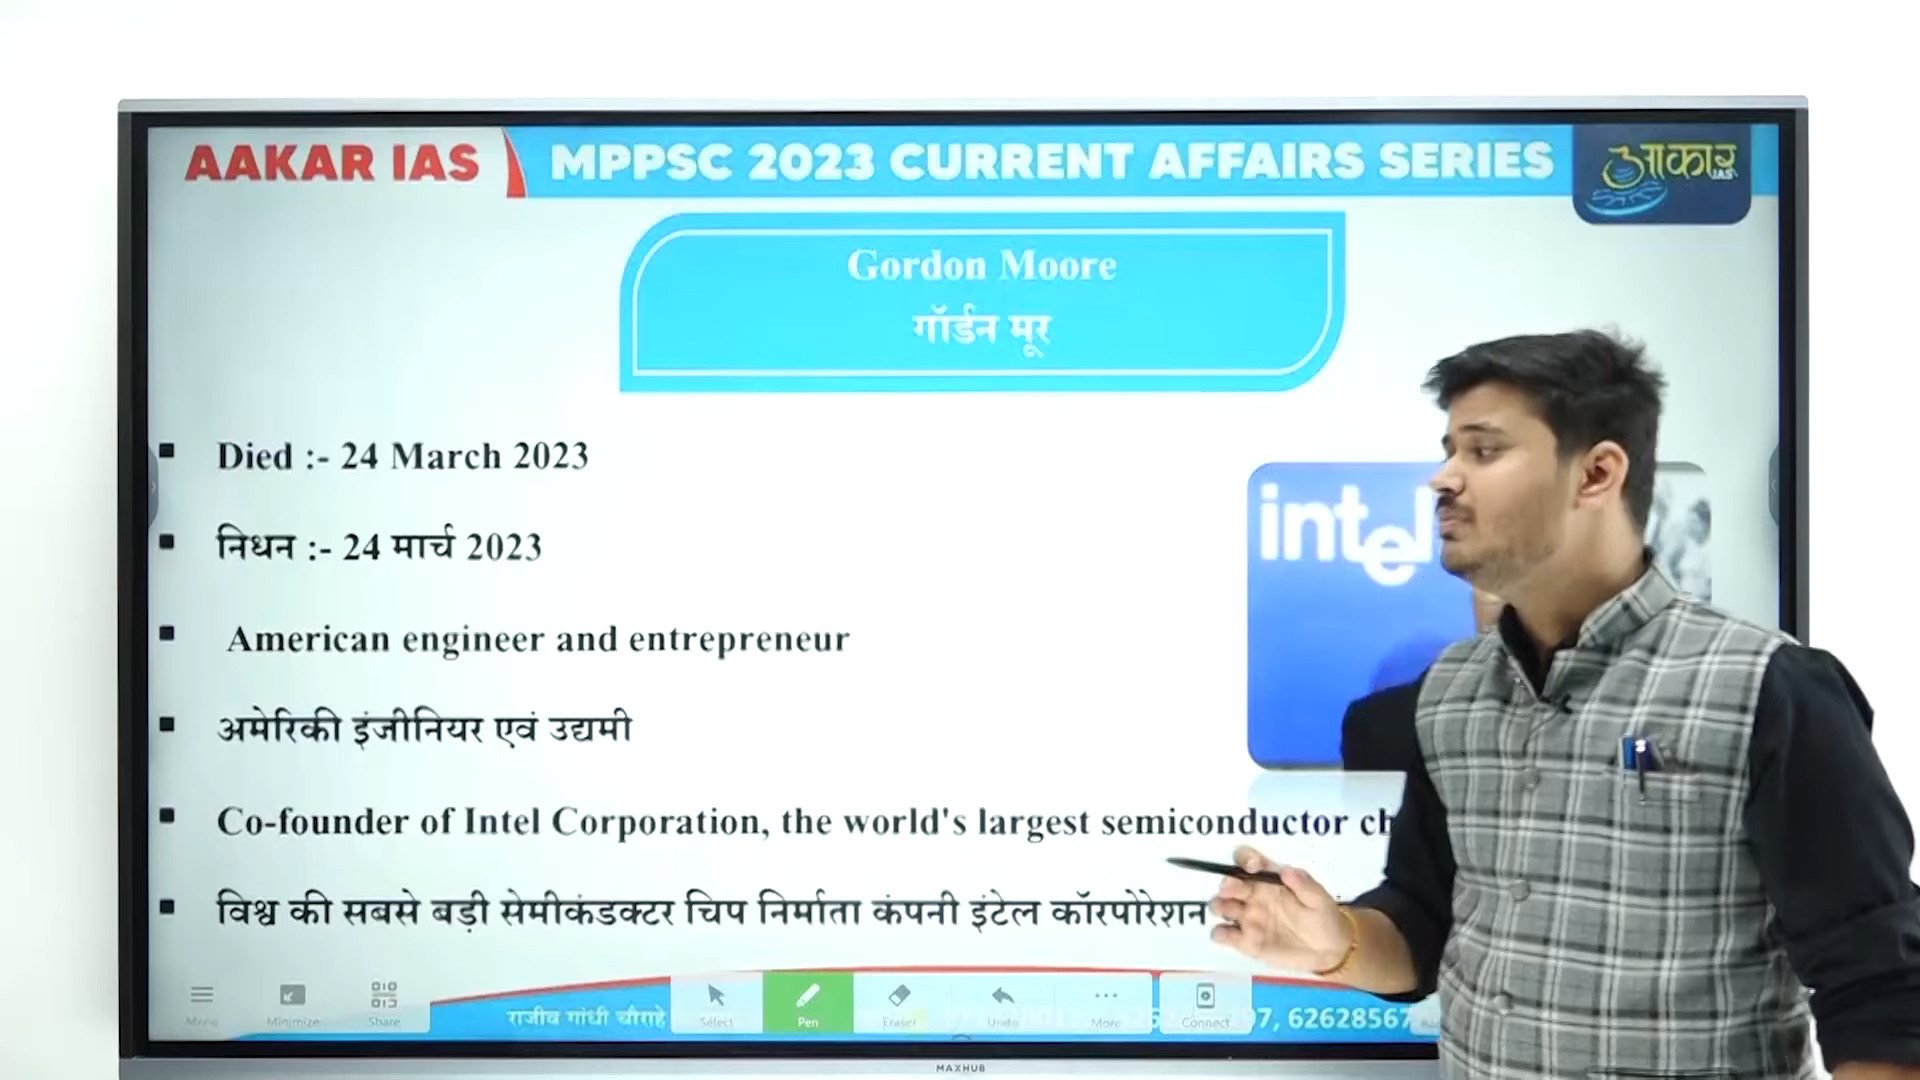 AAKAR IAS
MPPSC 2023 CURRENT AFFAIRS SERIES
आकार
IAS
Gordon Moore
गॉर्डन मूर
Died :- 24 March 2023
निधन :- 24 मार्च 2023
American engineer and entrepreneur
अमेरिकी इंजीनियर एवं उद्यमी
intel
Co-founder of Intel Corporation, the world's largest semiconductor
विश्व की सबसे बड़ी सेमीकंडक्टर चिप निर्माता कंपनी इंटेल कॉरपोरेशन
Menu
Minimize
Share
राजीव गांधी चौराहे
Select
Pen
Eraser
Undo
More
Connect
MAXHUB